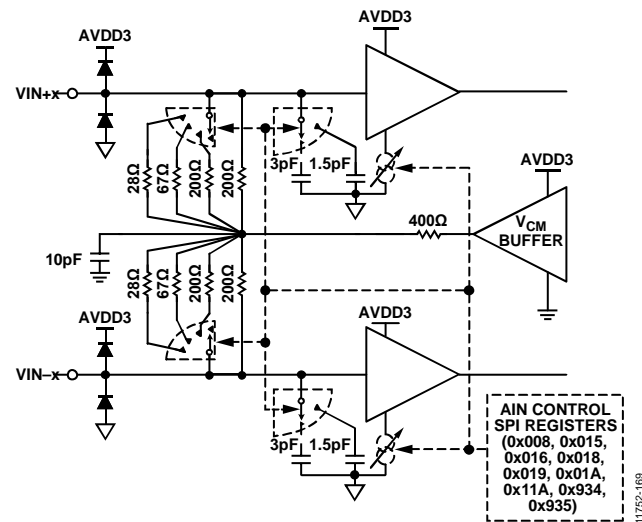 AVDD3
AVDD3
VIN+x
28Ω
67Ω
200Ω
200Ω
3pF
1.5pF
AVDD3
400Ω
VCM
BUFFER
10pF
28Ω
67Ω
200Ω
200Ω
AVDD3
AVDD3
VIN–x
3pF
1.5pF
AIN CONTROL
SPI REGISTERS
(0x008, 0x015,
0x016, 0x018,
0x019, 0x01A,
0x11A, 0x934,
0x935)
11752-169